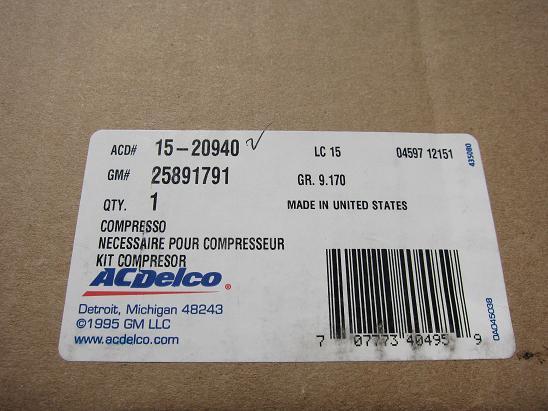 ACD# 15-20940 LC 15 04597 12151
GM# 25891791 GR. 9.170
QTY. 1 MADE IN UNITED STATES
COMPRESSO
NECESSAIRE POUR COMPRESSEUR
KIT COMPRESOR
ACDelco
Detroit, Michigan 48243
©1995 GM LLC
www.acdelco.com
7 07773 40495 9
435080
0A045038